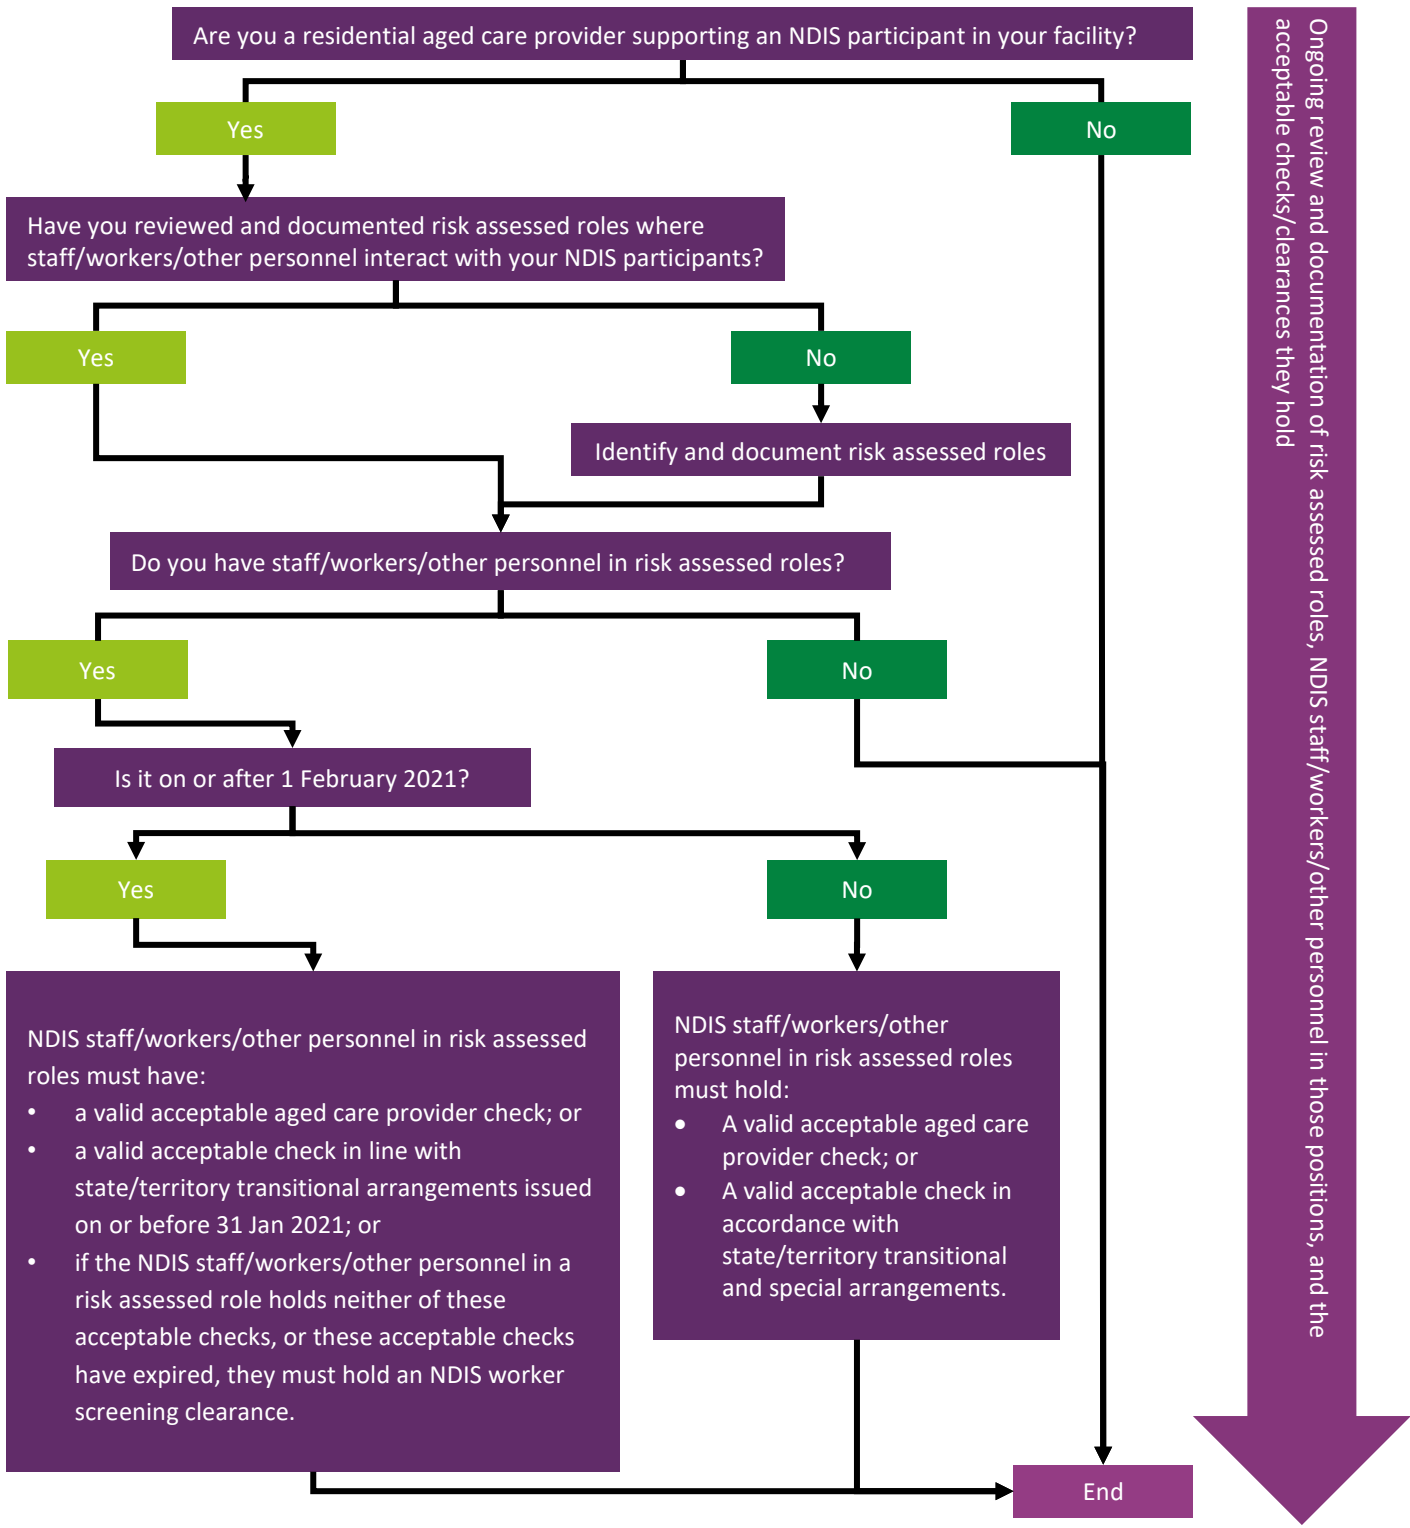 Are you a residential aged care provider supporting an NDIS participant in your facility?
Yes
No
Have you reviewed and documented risk assessed roles where
staff/workers/other personnel interact with your NDIS participants?
Yes
No
Identify and document risk assessed roles
Do you have staff/workers/other personnel in risk assessed roles?
Yes
No
Is it on or after 1 February 2021?
Yes
No
NDIS staff/workers/other personnel in risk assessed
roles must have:
• a valid acceptable aged care provider check; or
• a valid acceptable check in line with
state/territory transitional arrangements issued
on or before 31 Jan 2021; or
• if the NDIS staff/workers/other personnel in a
risk assessed role holds neither of these
acceptable checks, or these acceptable checks
have expired, they must hold an NDIS worker
screening clearance.
NDIS staff/workers/other
personnel in risk assessed roles
must hold:
• A valid acceptable aged care
provider check; or
• A valid acceptable check in
accordance with
state/territory transitional
and special arrangements.
End
Ongoing review and documentation of risk assessed roles, NDIS staff/workers/other personnel in those positions, and the
acceptable checks/clearances they hold